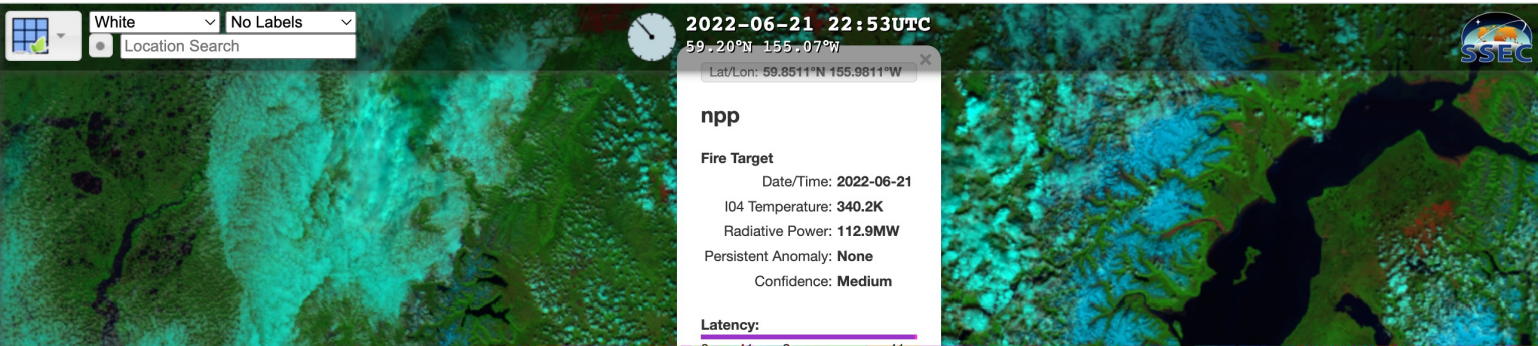 White
No Labels
Location Search
2022-06-21 22:53UTC
59.20°N 155.07°W
SSEC
Lat/Lon: 59.8511°N 155.9811°W
npp
Fire Target
Date/Time: 2022-06-21
I04 Temperature: 340.2K
Radiative Power: 112.9MW
Persistent Anomaly: None
Confidence: Medium
Latency: